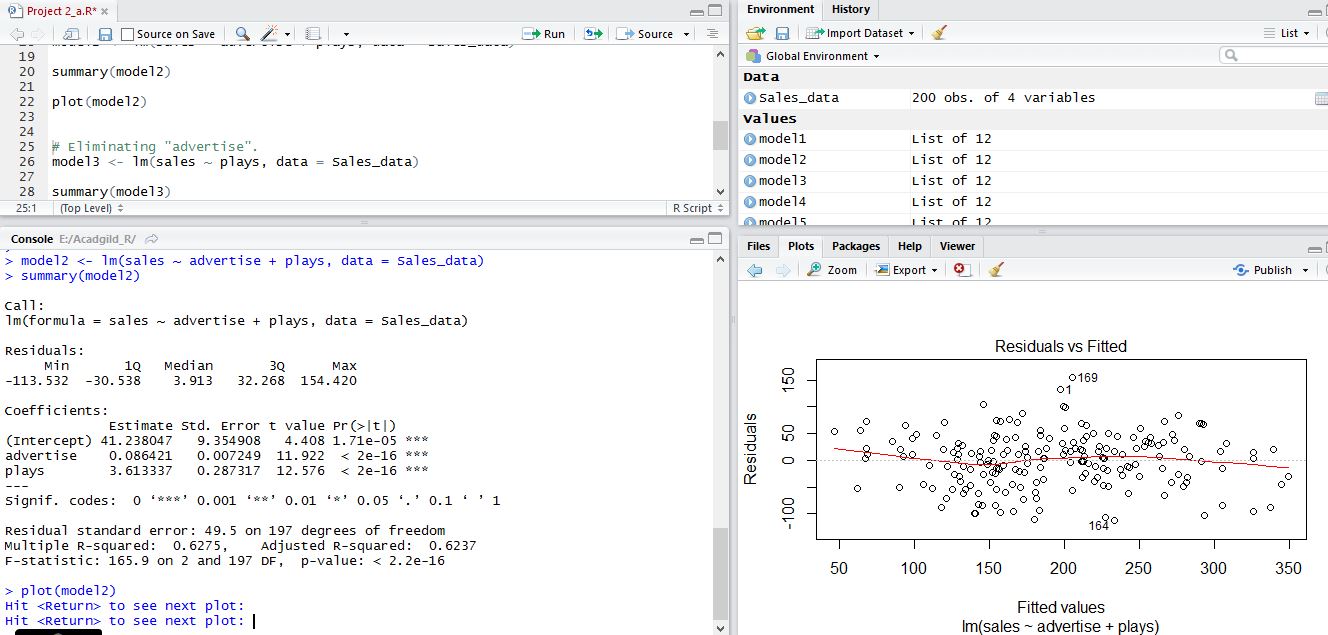 Project 2_a.R* ×
Source on Save
Run
Source
19
20 summary(model2)
21
22 plot(model2)
23
24
25 # Eliminating "advertise".
26 model3 <- lm(sales ~ plays, data = Sales_data)
27
28 summary(model3)
25:1 (Top Level) R Script
Console E:/Acadgild_R/
> model2 <- lm(sales ~ advertise + plays, data = Sales_data)
> summary(model2)
Call:
lm(formula = sales ~ advertise + plays, data = Sales_data)
Residuals:
Min 1Q Median 3Q Max
-113.532 -30.538 3.913 32.268 154.420
Coefficients:
Estimate Std. Error t value Pr(>|t|)
(Intercept) 41.238047 9.354908 4.408 1.71e-05 ***
advertise 0.086421 0.007249 11.922 < 2e-16 ***
plays 3.613337 0.287317 12.576 < 2e-16 ***
---
Signif. codes: 0 ‘***’ 0.001 ‘**’ 0.01 ‘*’ 0.05 ‘.’ 0.1 ‘ ’ 1
Residual standard error: 49.5 on 197 degrees of freedom
Multiple R-squared: 0.6275, Adjusted R-squared: 0.6237
F-statistic: 165.9 on 2 and 197 DF, p-value: < 2.2e-16
> plot(model2)
Hit <Return> to see next plot:
Hit <Return> to see next plot:
Environment History
Import Dataset
List
Global Environment
Data
Sales_data 200 obs. of 4 variables
Values
model1 List of 12
model2 List of 12
model3 List of 12
model4 List of 12
model5 List of 12
Files Plots Packages Help Viewer
Zoom Export Publish
Residuals vs Fitted
Residuals
150
50
0
-100
169
1
164
50 100 150 200 250 300 350
Fitted values
lm(sales ~ advertise + plays)